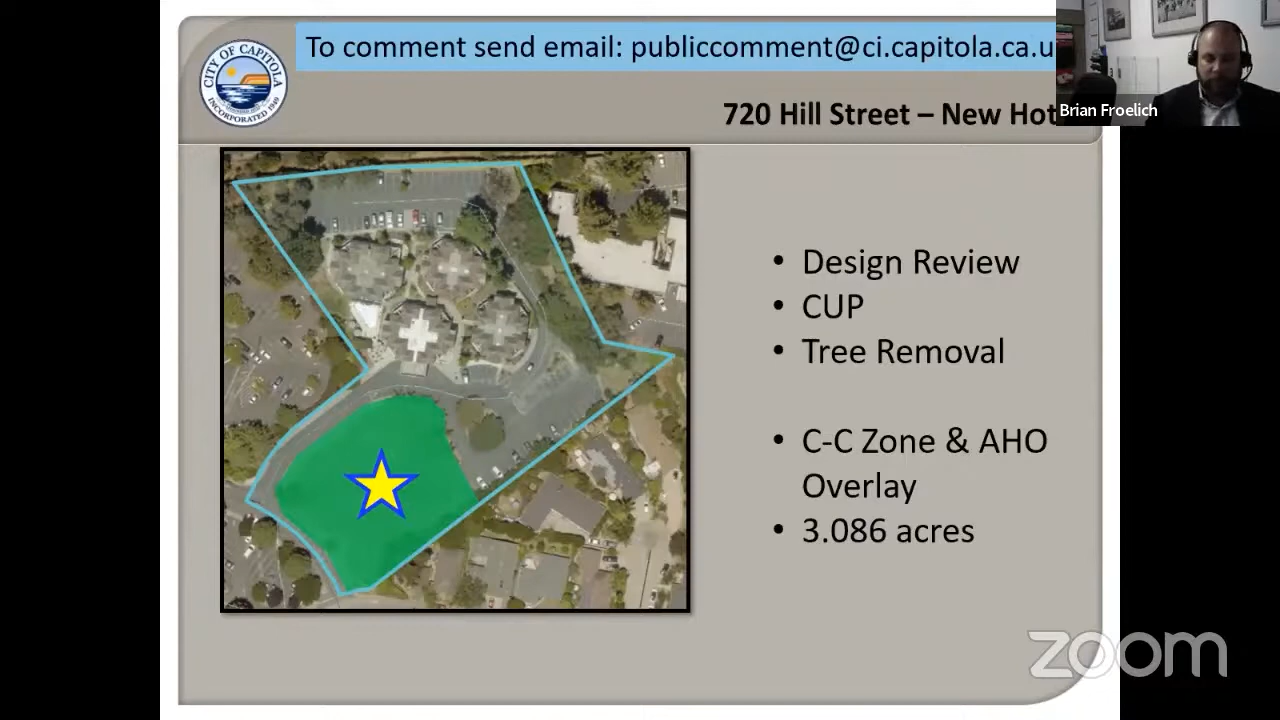 To comment send email: publiccomment@ci.capitola.ca.u
CITY OF CAPITOLA
INCORPORATED 1949
Brian Froelich
720 Hill Street – New Hot
• Design Review
• CUP
• Tree Removal
• C-C Zone & AHO
Overlay
• 3.086 acres
zoom